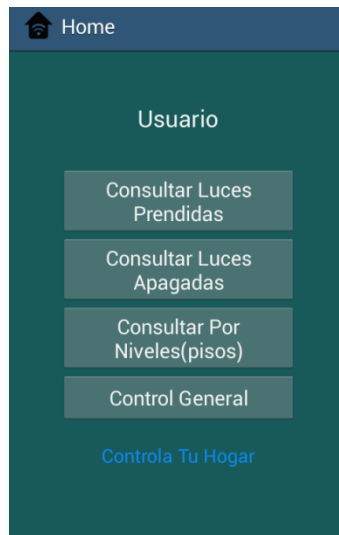 Home
Usuario
Consultar Luces
Prendidas
Consultar Luces
Apagadas
Consultar Por
Niveles(pisos)
Control General
Controla Tu Hogar